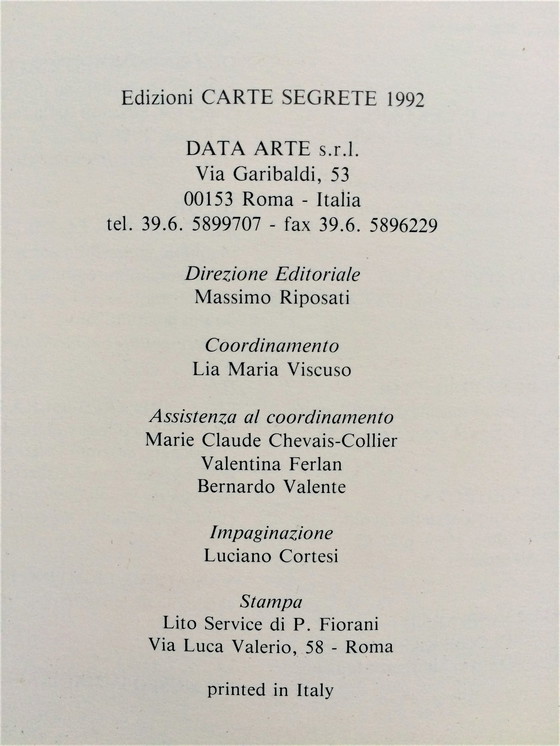 Edizioni CARTE SEGRETE 1992
DATA ARTE s.r.l.
Via Garibaldi, 53
00153 Roma - Italia
tel. 39.6. 5899707 - fax 39.6. 5896229
Direzione Editoriale
Massimo Riposati
Coordinamento
Lia Maria Viscuso
Assistenza al coordinamento
Marie Claude Chevais-Collier
Valentina Ferlan
Bernardo Valente
Impaginazione
Luciano Cortesi
Stampa
Lito Service di P. Fiorani
Via Luca Valerio, 58 - Roma
printed in Italy